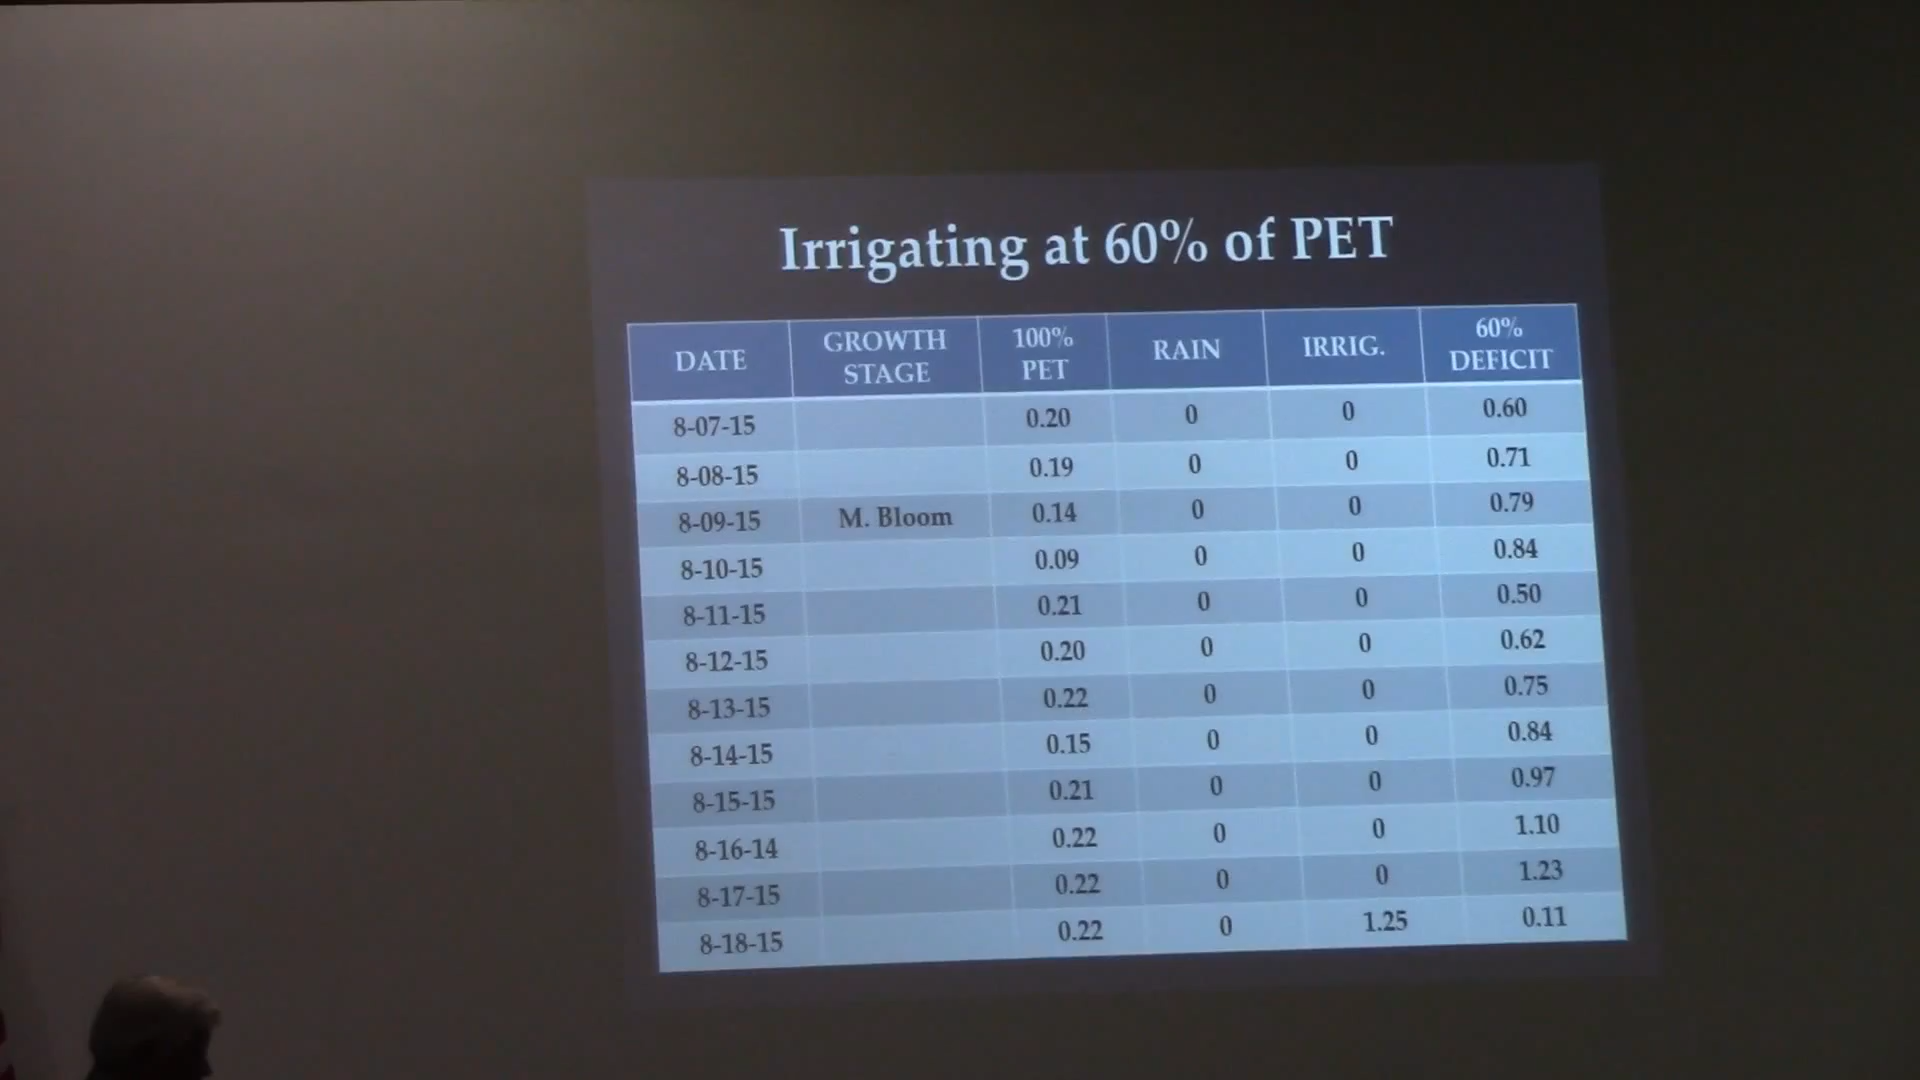 Irrigating at 60% of PET
DATE GROWTH STAGE 100% PET RAIN IRRIG. 60% DEFICIT
8-07-15 0.20 0 0 0.60
8-08-15 0.19 0 0 0.71
8-09-15 M. Bloom 0.14 0 0 0.79
8-10-15 0.09 0 0 0.84
8-11-15 0.21 0 0 0.50
8-12-15 0.20 0 0 0.62
8-13-15 0.22 0 0 0.75
8-14-15 0.15 0 0 0.84
8-15-15 0.21 0 0 0.97
8-16-14 0.22 0 0 1.10
8-17-15 0.22 0 0 1.23
8-18-15 0.22 0 1.25 0.11